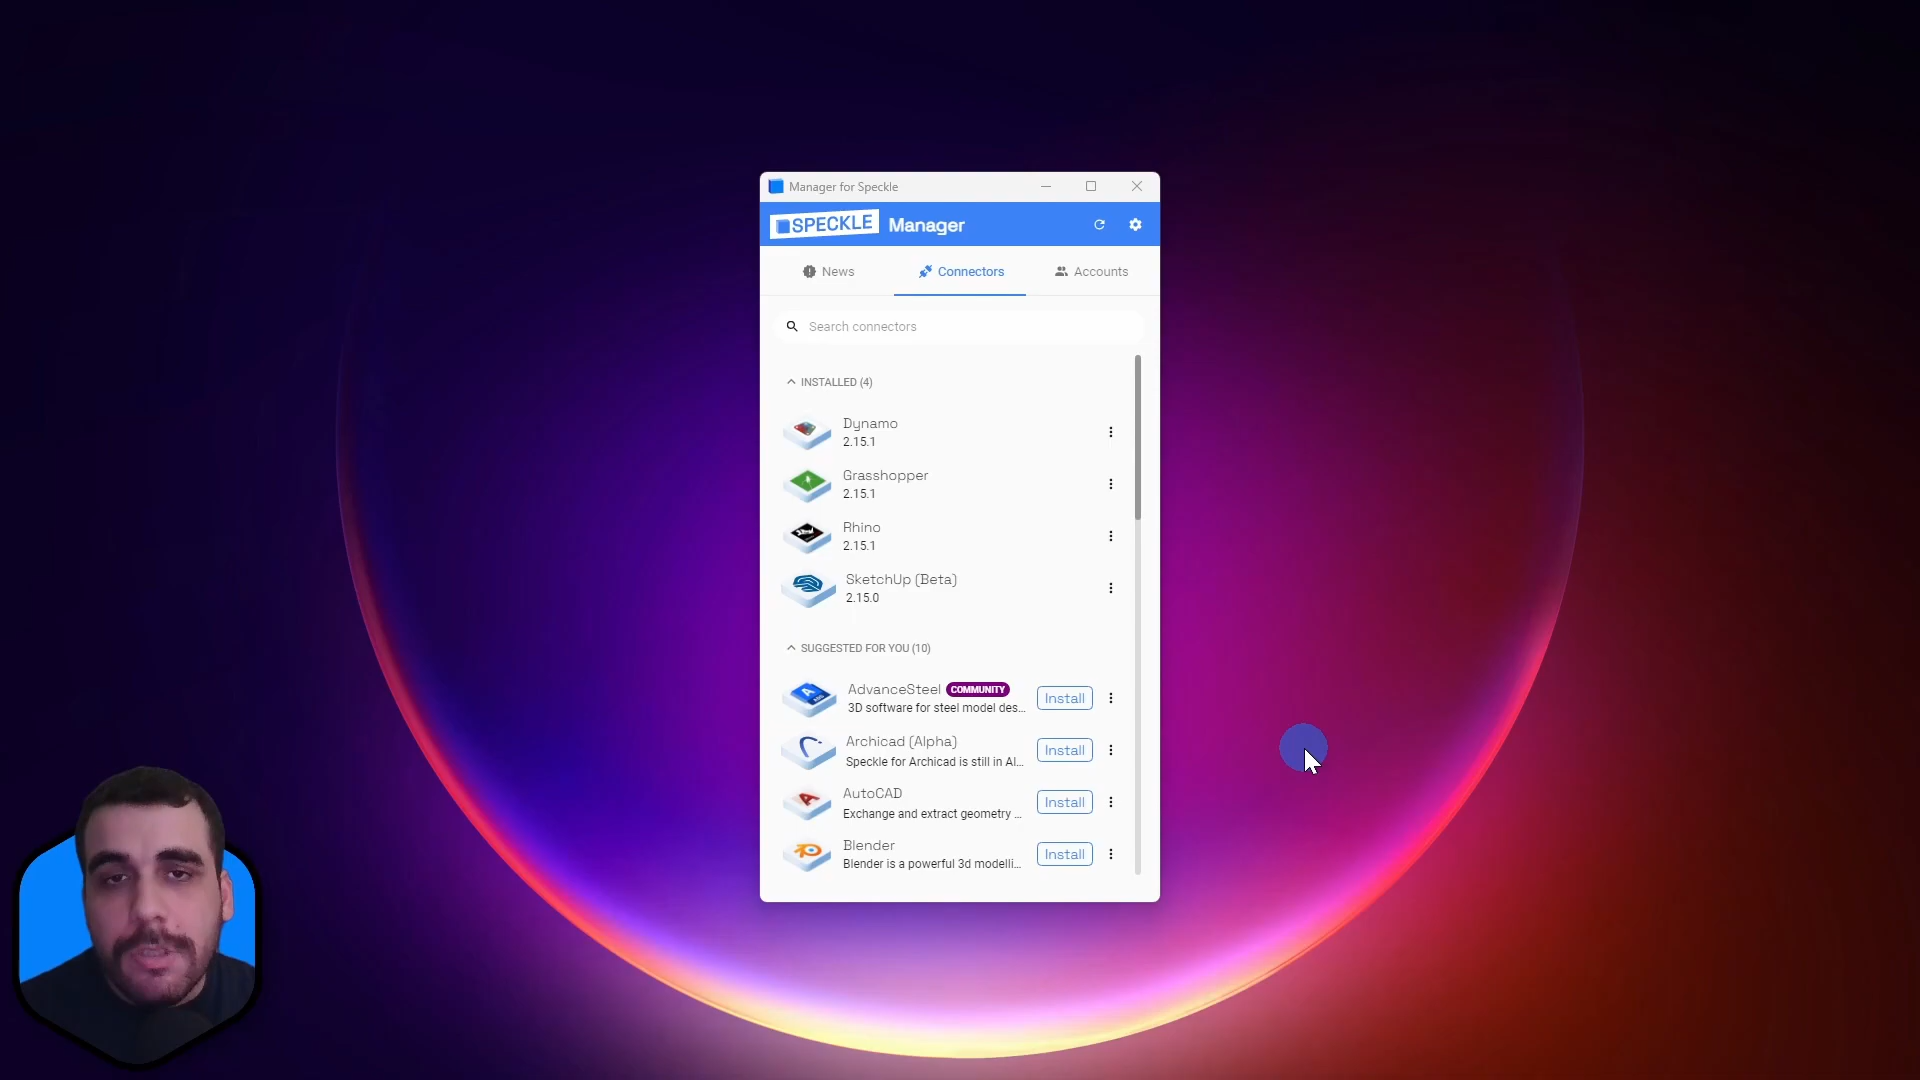 Manager for Speckle
SPECKLE Manager
News Connectors Accounts
Search connectors
INSTALLED (4)
Dynamo
2.15.1
Grasshopper
2.15.1
Rhino
2.15.1
SketchUp (Beta)
2.15.0
SUGGESTED FOR YOU (10)
AdvanceSteel COMMUNITY
3D software for steel model des...
Install
Archicad (Alpha)
Speckle for Archicad is still in Al...
Install
AutoCAD
Exchange and extract geometry ...
Install
Blender
Blender is a powerful 3d modelli...
Install